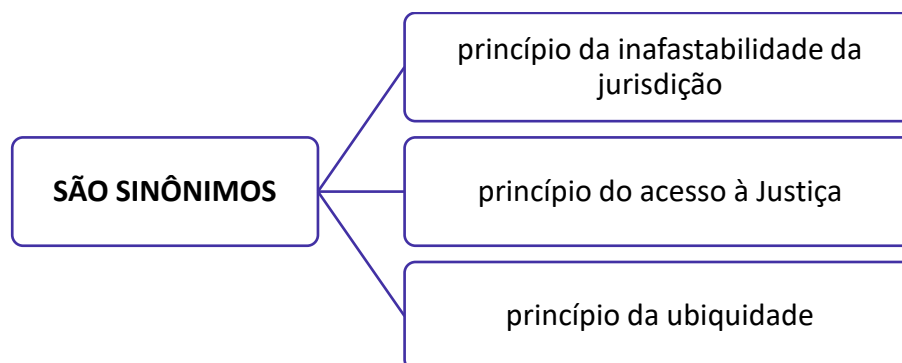 SÃO SINÔNIMOS
princípio da inafastabilidade da
jurisdição
princípio do acesso à Justiça
princípio da ubiquidade